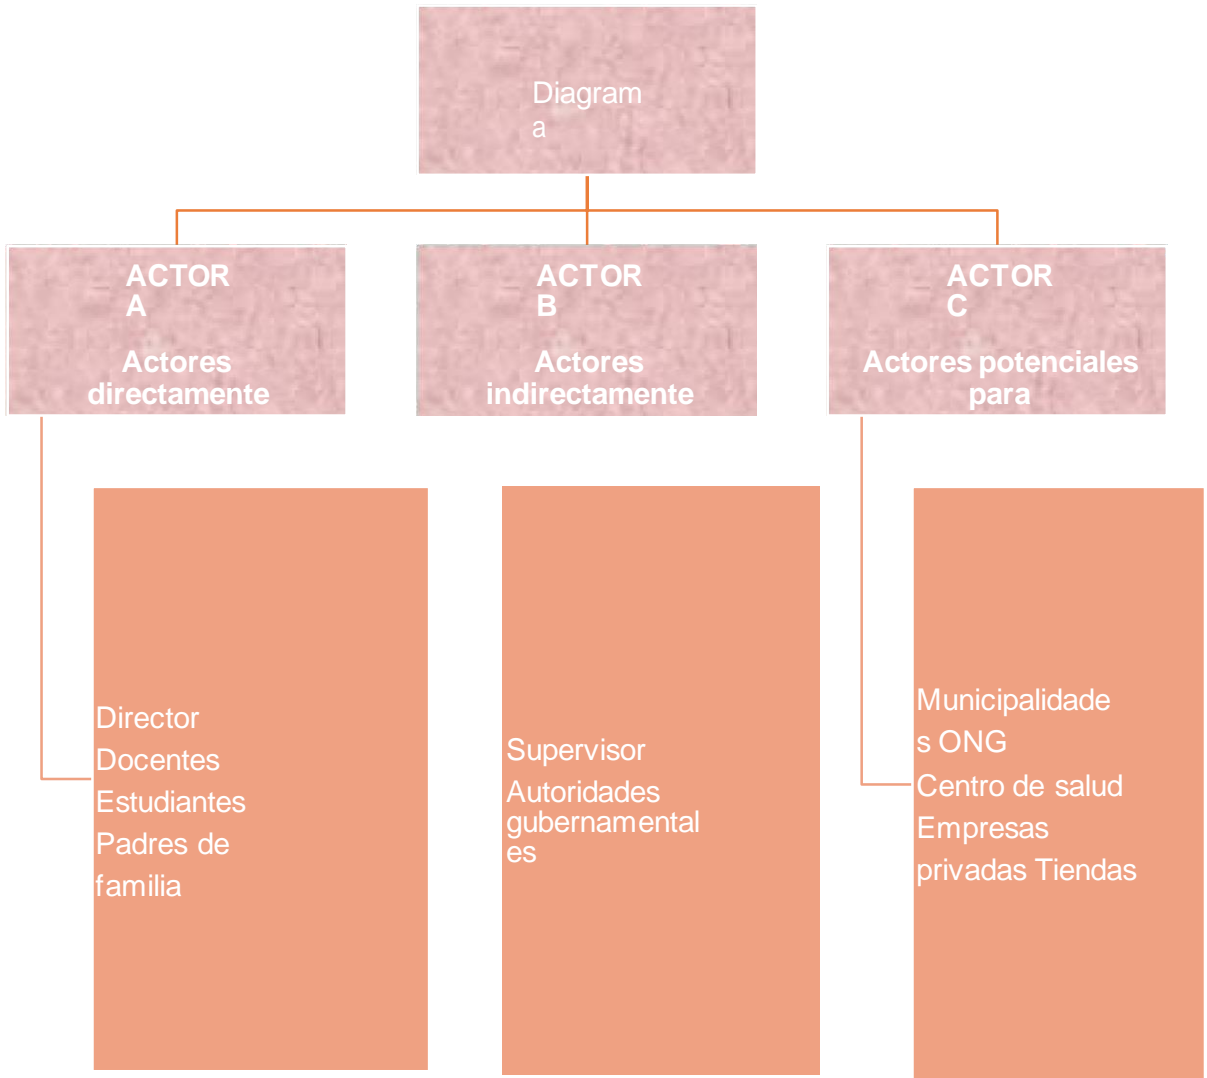 Diagram
a
ACTOR
A
Actores
directamente
ACTOR
B
Actores
indirectamente
ACTOR
C
Actores potenciales
para
Director
Docentes
Estudiantes
Padres de
familia
Supervisor
Autoridades
gubernamental
es
Municipalidade
s ONG
Centro de salud
Empresas
privadas Tiendas